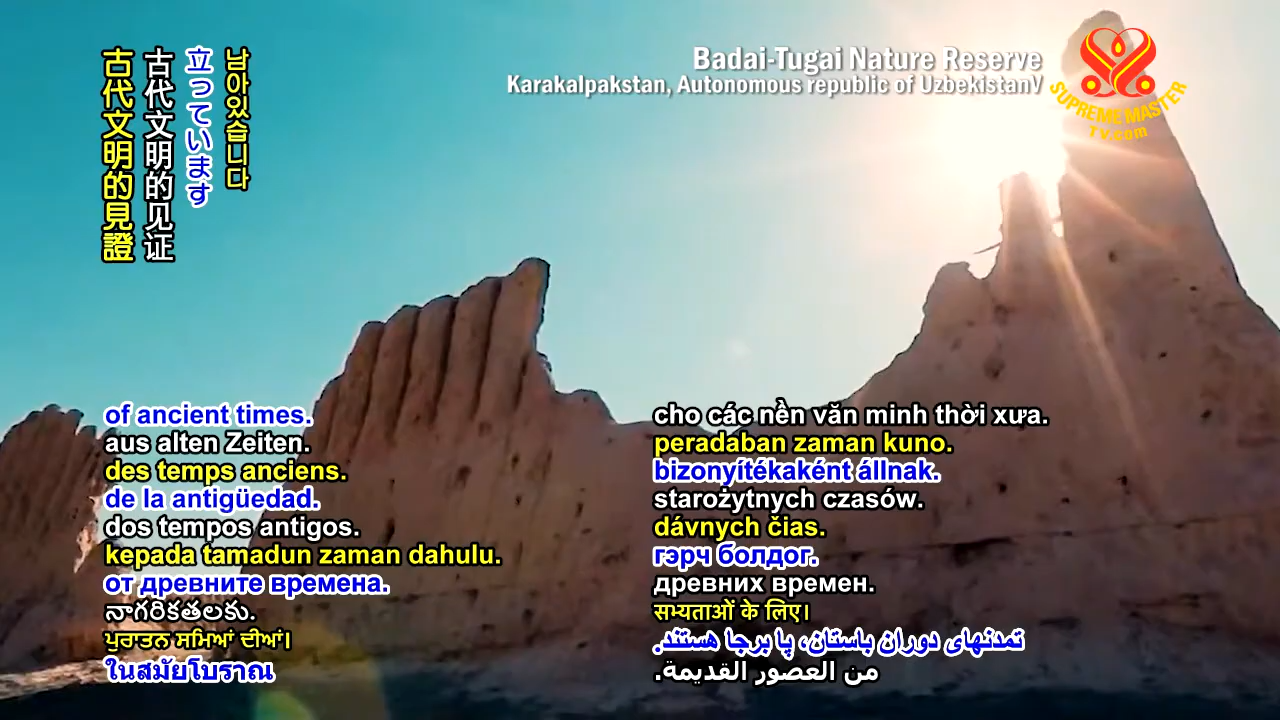 Badai-Tugai Nature Reserve
Karakalpakstan, Autonomous republic of UzbekistanV
SUPREME MASTER
TV.com
古代文明的見證
古代文明的见证
立っています
남아있습니다
of ancient times.
aus alten Zeiten.
des temps anciens.
de la antigüedad.
dos tempos antigos.
kepada tamadun zaman dahulu.
от древните времена.
నాగరికతలకు.
ਪੁਰਾਤਨ ਸਮਿਆਂ ਦੀਆਂ।
ในสมัยโบราณ
cho các nền văn minh thời xưa.
peradaban zaman kuno.
bizonyítékaként állnak.
starożytnych czasów.
dávnych čias.
гэрч болдог.
древних времен.
सभ्यताओं के लिए।
تمدنهای دوران باستان، پا برجا هستند.
من العصور القديمة.